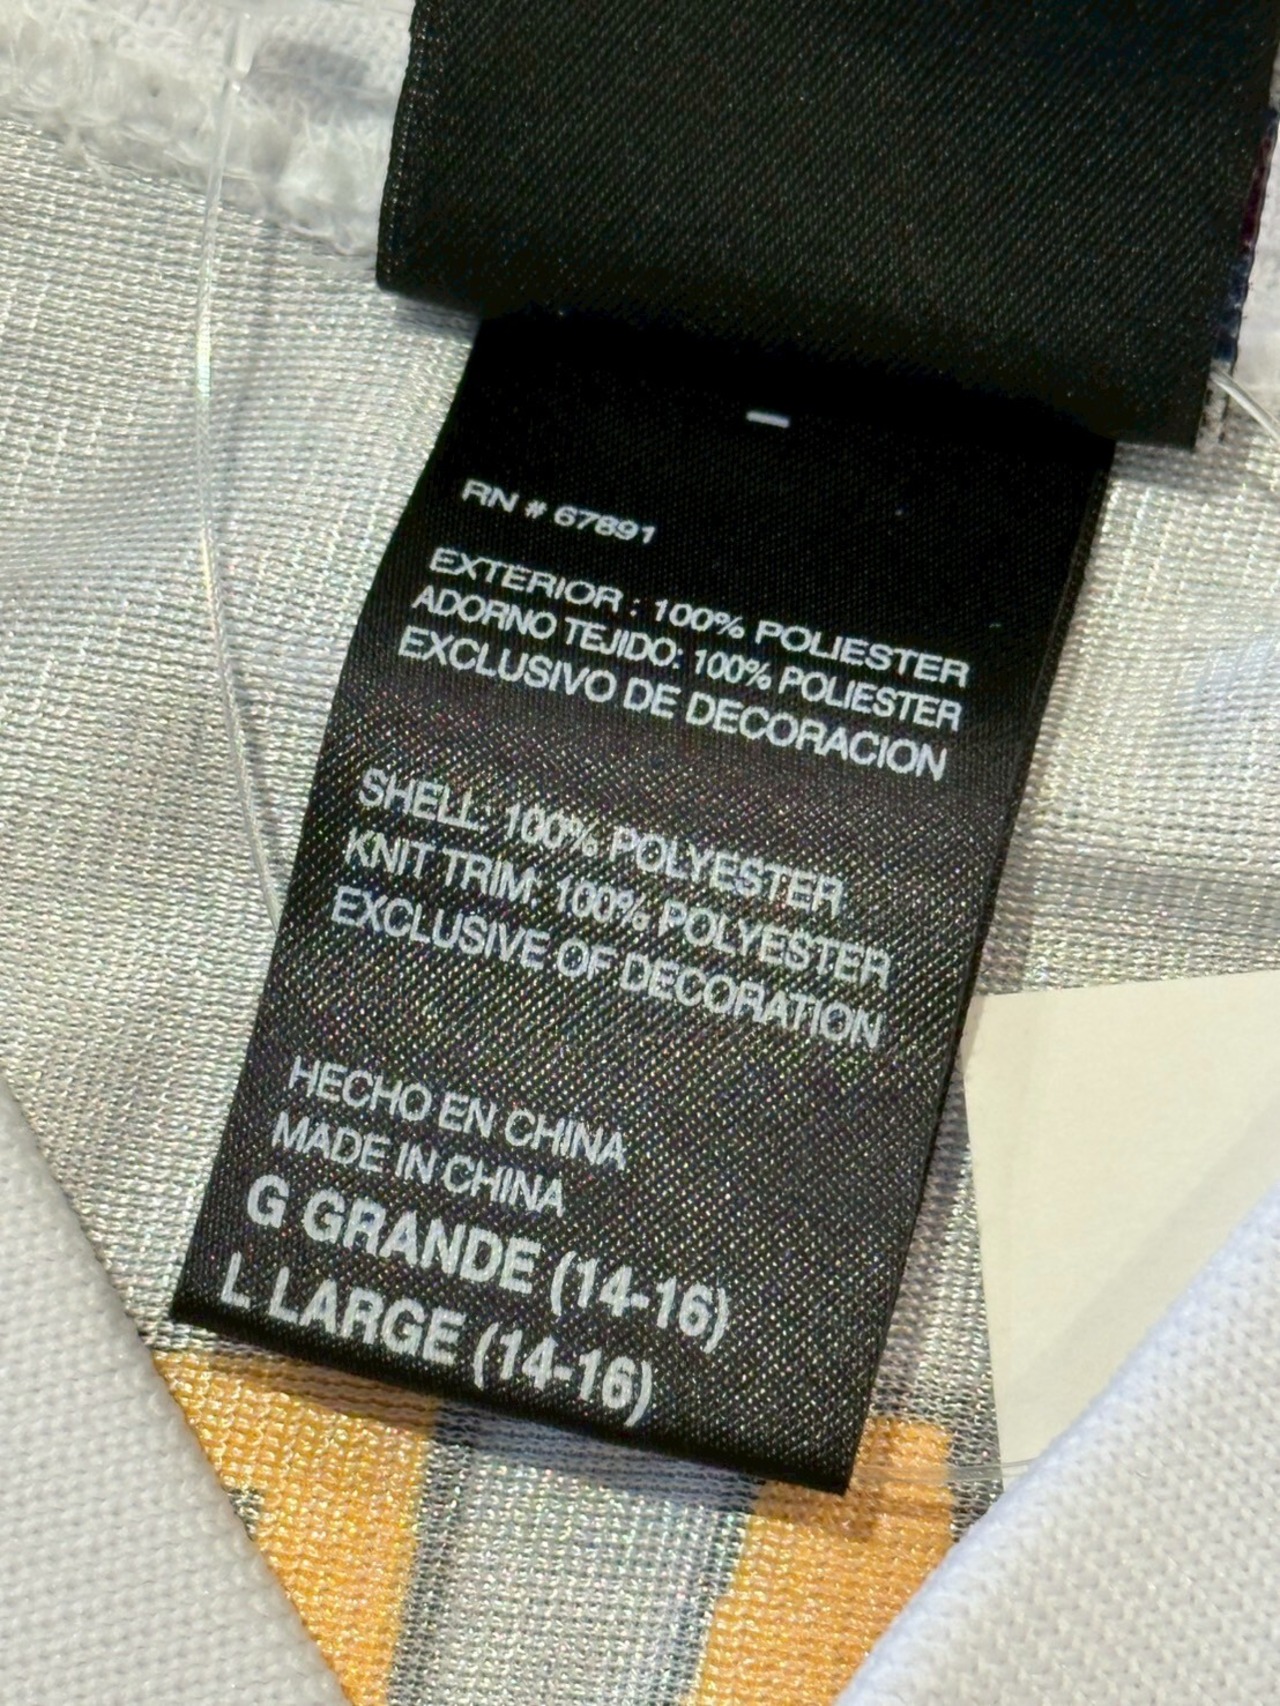 RN # 67891
EXTERIOR : 100% POLIESTER
ADORNO TEJIDO: 100% POLIESTER
EXCLUSIVO DE DECORACION
SHELL: 100% POLYESTER
KNIT TRIM: 100% POLYESTER
EXCLUSIVE OF DECORATION
HECHO EN CHINA
MADE IN CHINA
G GRANDE (14-16)
L LARGE (14-16)